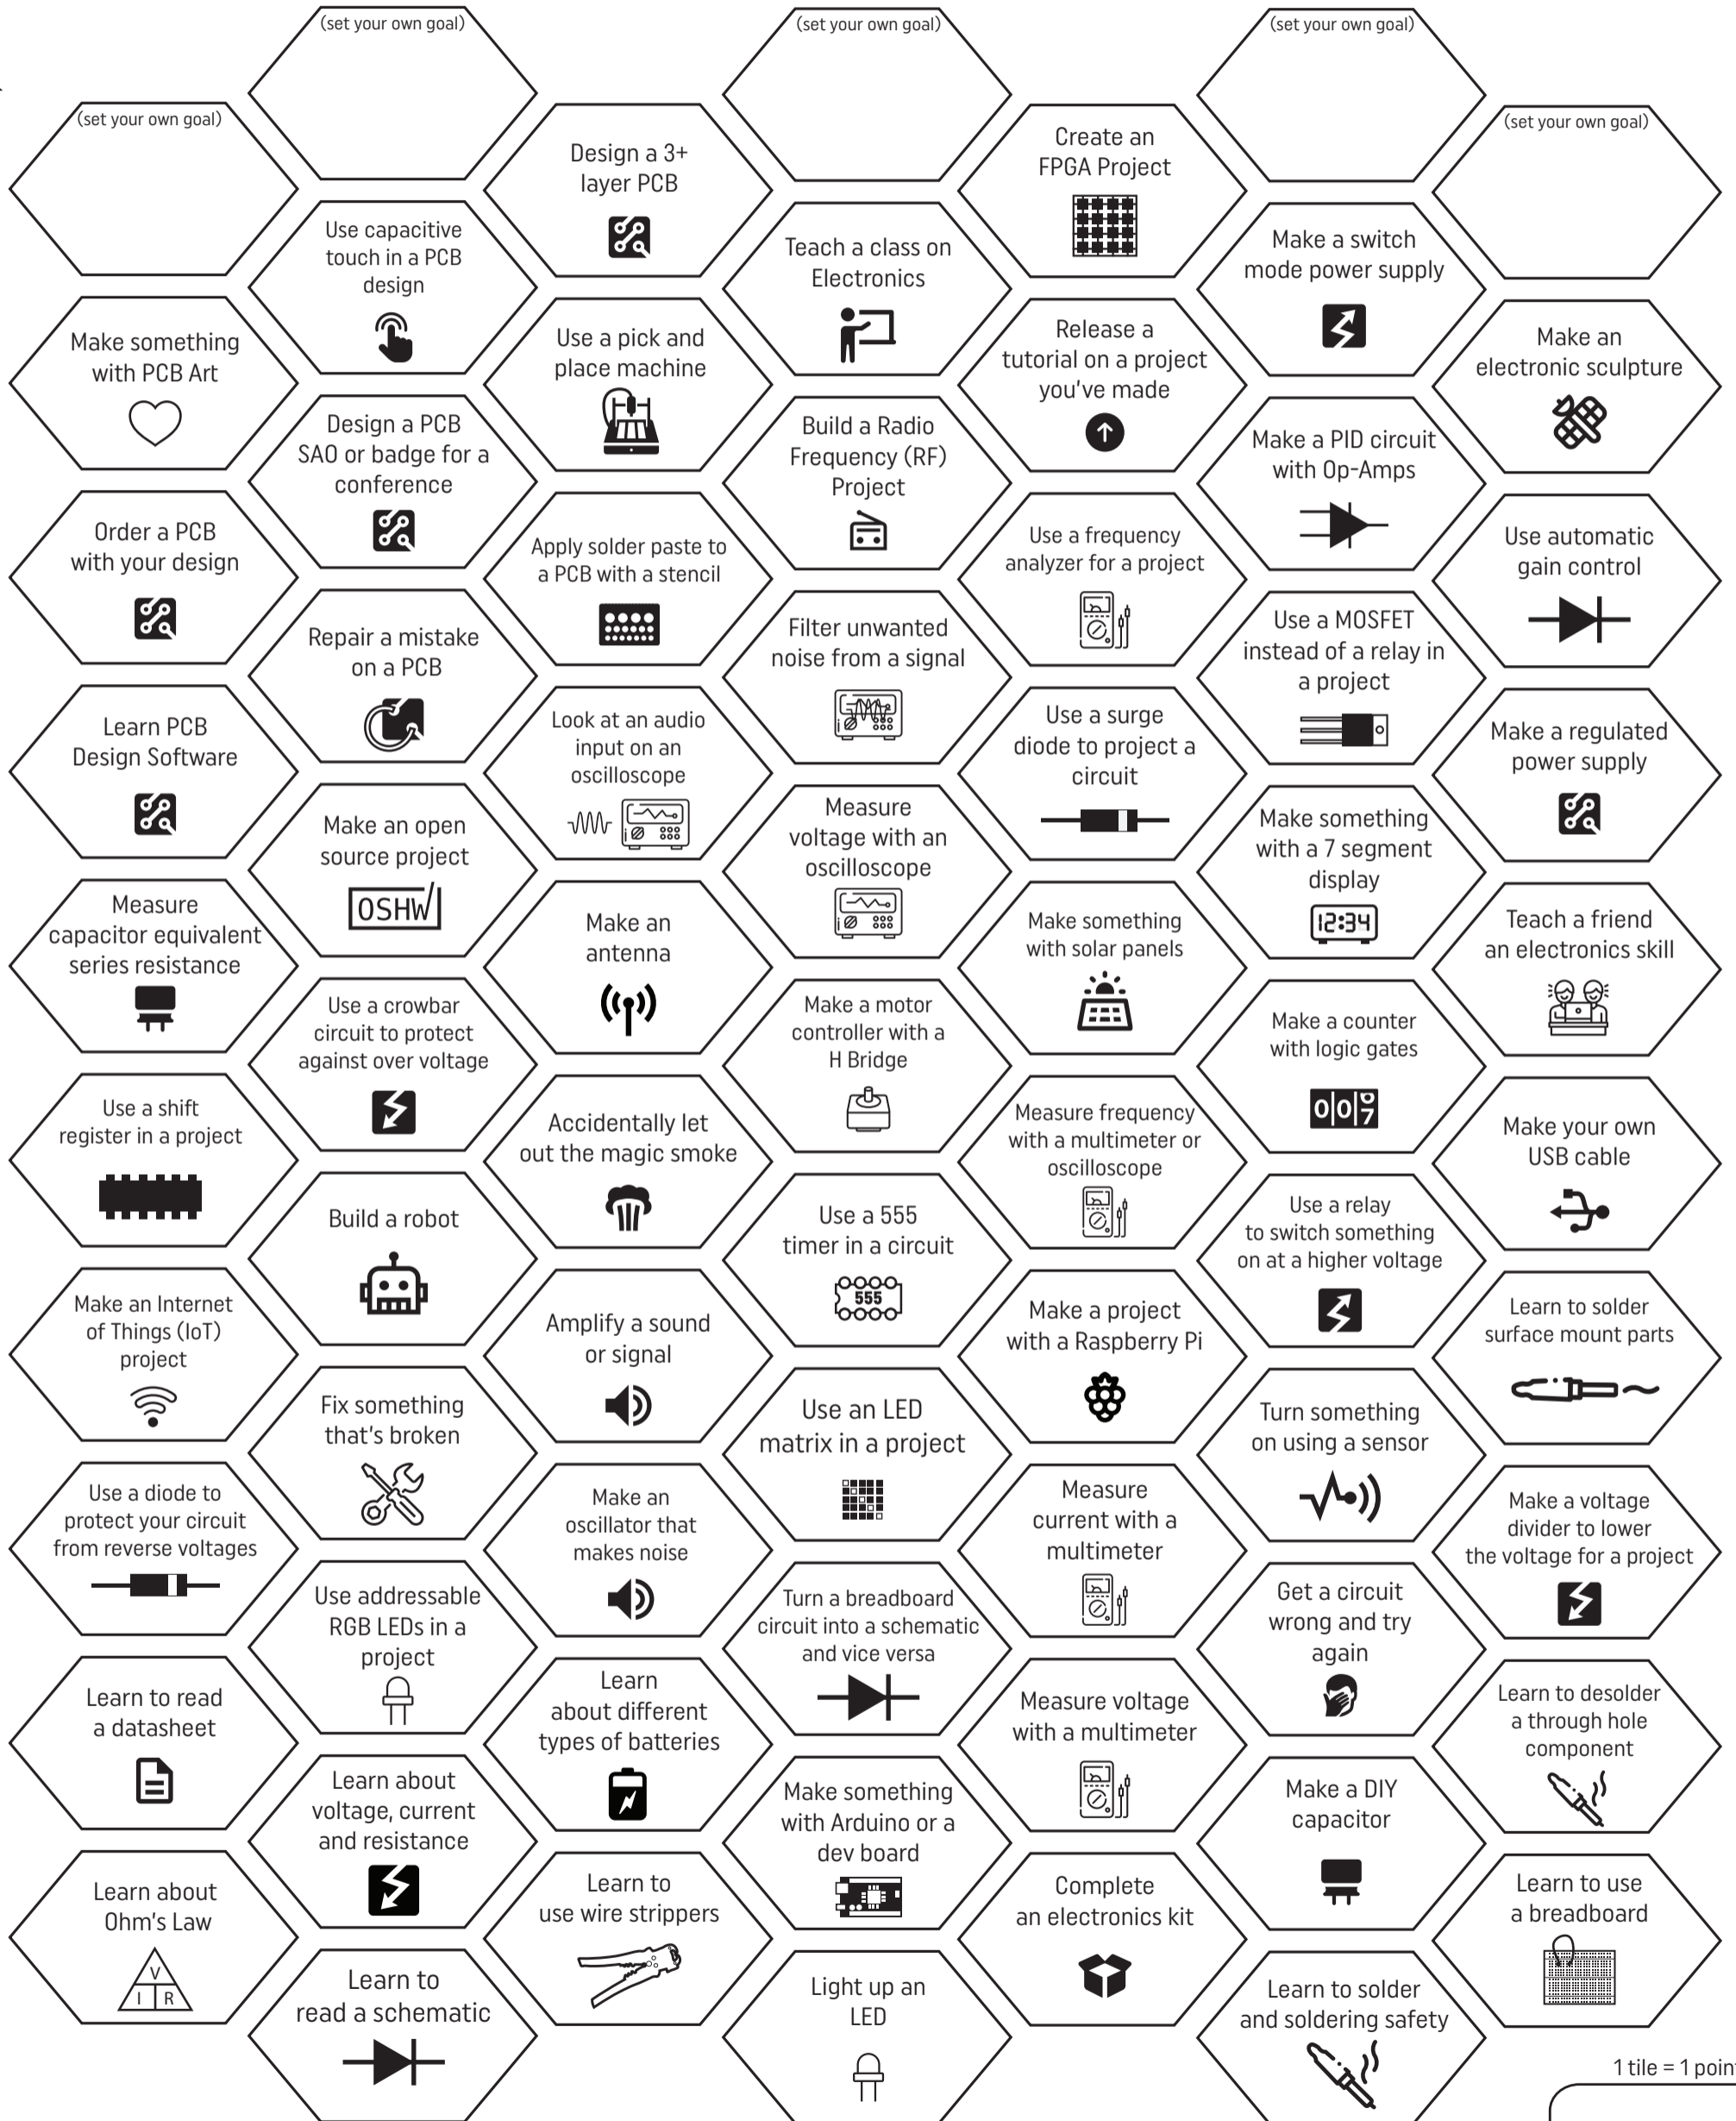 (set your own goal)
(set your own goal)
(set your own goal)
(set your own goal)
(set your own goal)
Design a 3+
layer PCB
Create an
FPGA Project
Use capacitive
touch in a PCB
design
Teach a class on
Electronics
Make a switch
mode power supply
Make something
with PCB Art
Use a pick and
place machine
Release a
tutorial on a project
you've made
Make an
electronic sculpture
Design a PCB
SAO or badge for a
conference
Build a Radio
Frequency (RF)
Project
Make a PID circuit
with Op-Amps
Order a PCB
with your design
Apply solder paste to
a PCB with a stencil
Use a frequency
analyzer for a project
Use automatic
gain control
Repair a mistake
on a PCB
Filter unwanted
noise from a signal
Use a MOSFET
instead of a relay in
a project
Learn PCB
Design Software
Look at an audio
input on an
oscilloscope
Use a surge
diode to project a
circuit
Make a regulated
power supply
Make an open
source project
OSHW
Measure
voltage with an
oscilloscope
Make something
with a 7 segment
display
12:34
Measure
capacitor equivalent
series resistance
Make an
antenna
Make something
with solar panels
Teach a friend
an electronics skill
Use a crowbar
circuit to protect
against over voltage
Make a motor
controller with a
H Bridge
Make a counter
with logic gates
007
Use a shift
register in a project
Accidentally let
out the magic smoke
Measure frequency
with a multimeter or
oscilloscope
Make your own
USB cable
Build a robot
Use a 555
timer in a circuit
555
Use a relay
to switch something
on at a higher voltage
Make an Internet
of Things (IoT)
project
Amplify a sound
or signal
Make a project
with a Raspberry Pi
Learn to solder
surface mount parts
Fix something
that's broken
Use an LED
matrix in a project
Turn something
on using a sensor
Use a diode to
protect your circuit
from reverse voltages
Make an
oscillator that
makes noise
Measure
current with a
multimeter
Make a voltage
divider to lower
the voltage for a project
Use addressable
RGB LEDs in a
project
Turn a breadboard
circuit into a schematic
and vice versa
Get a circuit
wrong and try
again
Learn to read
a datasheet
Learn
about different
types of batteries
Measure voltage
with a multimeter
Learn to desolder
a through hole
component
Learn about
voltage, current
and resistance
Make something
with Arduino or a
dev board
Make a DIY
capacitor
Learn about
Ohm's Law
V
I R
Learn to
use wire strippers
Complete
an electronics kit
Learn to use
a breadboard
Learn to
read a schematic
Light up an
LED
Learn to solder
and soldering safety
1 tile = 1 point